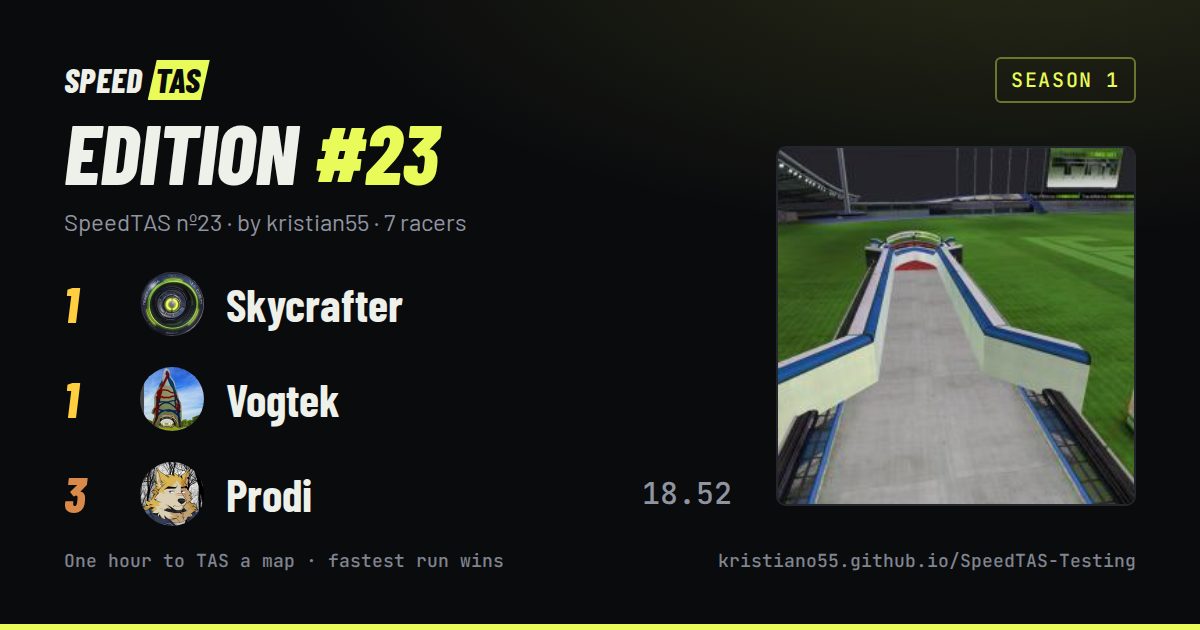 SPEED TAS
SEASON 1
EDITION #23
SpeedTAS nº23 · by kristian55 · 7 racers
1 Skycrafter
1 Vogtek
3 Prodi 18.52
One hour to TAS a map · fastest run wins
kristiano55.github.io/SpeedTAS-Testing